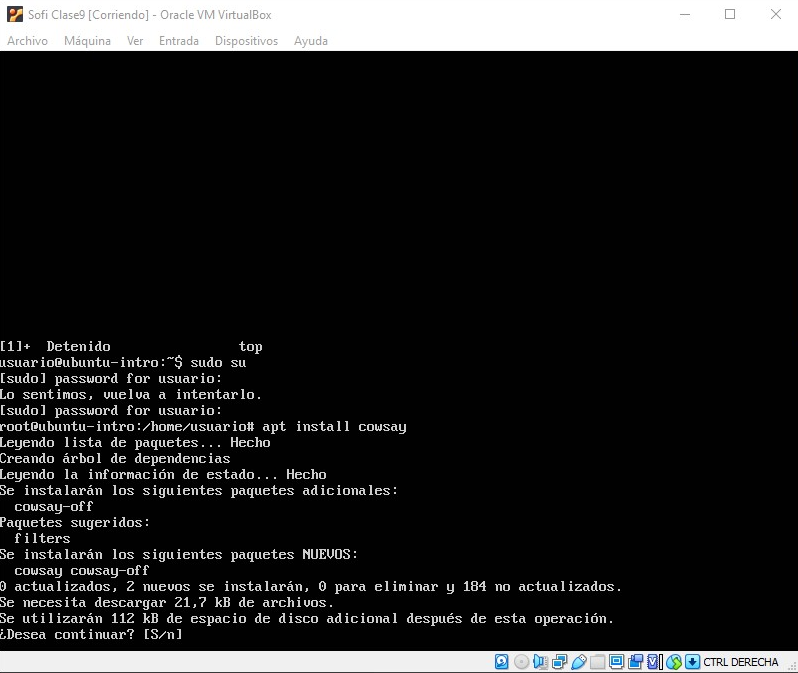 Sofi Clase9 [Corriendo] - Oracle VM VirtualBox
Archivo Máquina Ver Entrada Dispositivos Ayuda
[1]+  Detenido                top
usuario@ubuntu-intro:~$ sudo su
[sudo] password for usuario:
Lo sentimos, vuelva a intentarlo.
[sudo] password for usuario:
root@ubuntu-intro:/home/usuario# apt install cowsay
Leyendo lista de paquetes... Hecho
Creando árbol de dependencias
Leyendo la información de estado... Hecho
Se instalarán los siguientes paquetes adicionales:
  cowsay-off
Paquetes sugeridos:
  filters
Se instalarán los siguientes paquetes NUEVOS:
  cowsay cowsay-off
0 actualizados, 2 nuevos se instalarán, 0 para eliminar y 184 no actualizados.
Se necesita descargar 21,7 kB de archivos.
Se utilizarán 112 kB de espacio de disco adicional después de esta operación.
¿Desea continuar? [S/n]
CTRL DERECHA